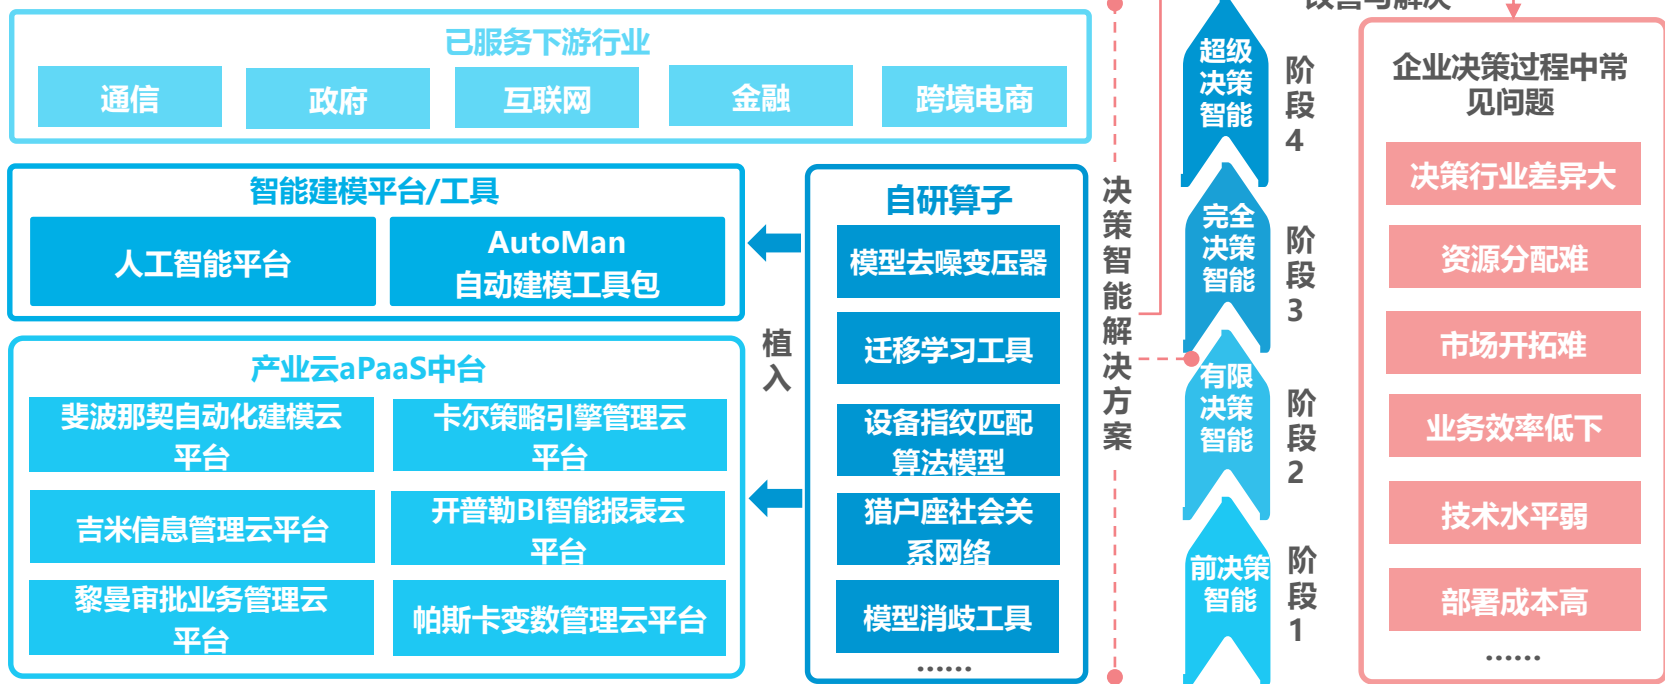 改善与解决
已服务下游行业
通信
政府
互联网
金融
跨境电商
智能建模平台/工具
人工智能平台
AutoMan
自动建模工具包
产业云aPaaS中台
斐波那契自动化建模云
平台
卡尔策略引擎管理云
平台
吉米信息管理云平台
开普勒BI智能报表云
平台
黎曼审批业务管理云
平台
帕斯卡变数管理云平台
植
入
自研算子
模型去噪变压器
迁移学习工具
设备指纹匹配
算法模型
猎户座社会关
系网络
模型消歧工具
......
决
策
智
能
解
决
方
案
超级
决策
智能
阶
段
4
完全
决策
智能
阶
段
3
有限
决策
智能
阶
段
2
前决策
智能
阶
段
1
企业决策过程中常
见问题
决策行业差异大
资源分配难
市场开拓难
业务效率低下
技术水平弱
部署成本高
......